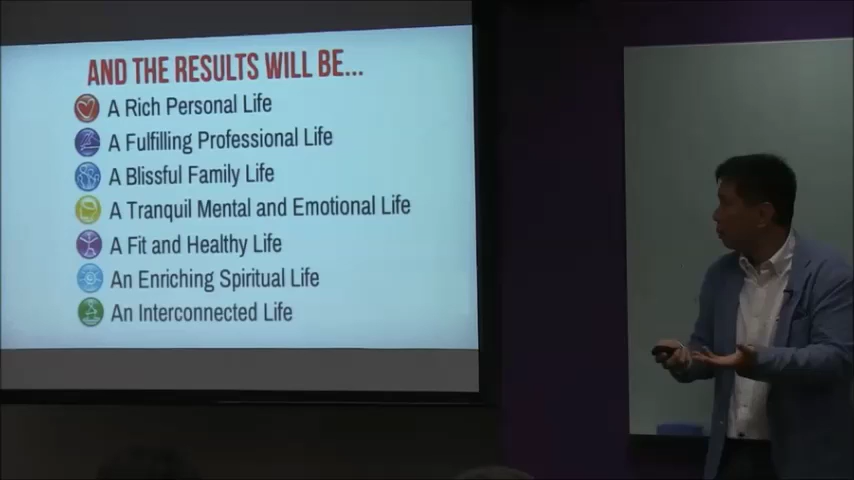 AND THE RESULTS WILL BE...
A Rich Personal Life
A Fulfilling Professional Life
A Blissful Family Life
A Tranquil Mental and Emotional Life
A Fit and Healthy Life
An Enriching Spiritual Life
An Interconnected Life